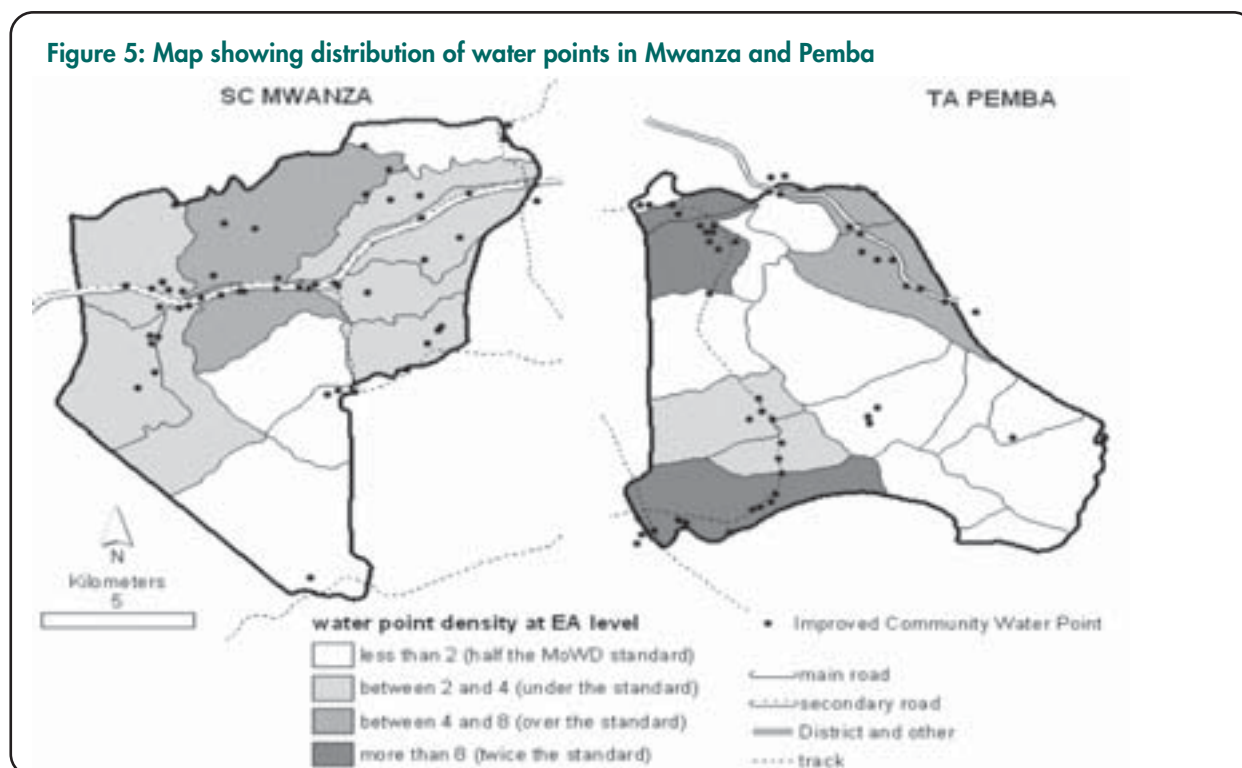 Figure 5: Map showing distribution of water points in Mwanza and Pemba
SC MWANZA
TA PEMBA
N
Kilometers
5
water point density at EA level
less than 2 (half the MoWD standard)
between 2 and 4 (under the standard)
between 4 and 8 (over the standard)
more than 8 (twice the standard)
Improved Community Water Point
main road
secondary road
District and other
track